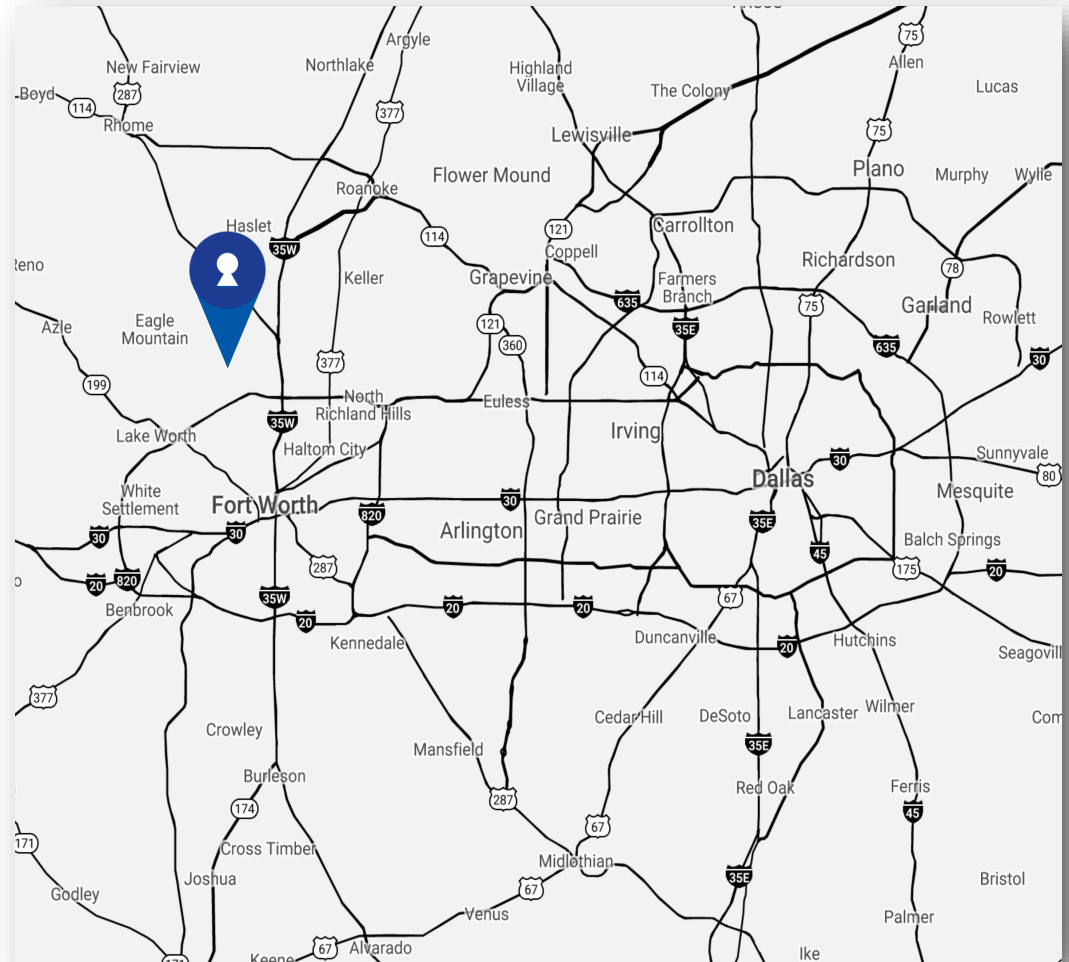 Argyle
75
New Fairview
Northlake
Highland
Village
Allen
Lucas
Boyd
287
The Colony
114
377
Rhome
Lewisville
75
Plano
Flower Mound
Murphy
Wylie
Roanoke
Haslet
121
Carrollton
114
35W
Coppell
Richardson
78
Keller
Grapevine
Farmers
Branch
635
75
Garland
Rowlett
Azle
Eagle
Mountain
121
35E
360
635
30
377
199
114
North
Richland Hills
Euless
35W
Lake Worth
Irving
Haltom City
30
Sunnyvale
80
Dallas
White
Settlement
Fort Worth
30
Mesquite
820
Grand Prairie
35E
Arlington
30
30
45
Balch Springs
287
175
20
820
20
Benbrook
35W
67
20
20
20
Kennedale
Duncanville
Hutchins
20
377
Cedar Hill
DeSoto
Lancaster
Wilmer
Crowley
35E
Mansfield
Burleson
Red Oak
Ferris
174
287
45
67
171
Cross Timber
Midlothian
35E
Joshua
Bristol
Godley
67
Venus
Palmer
67
Alvarado
Ike